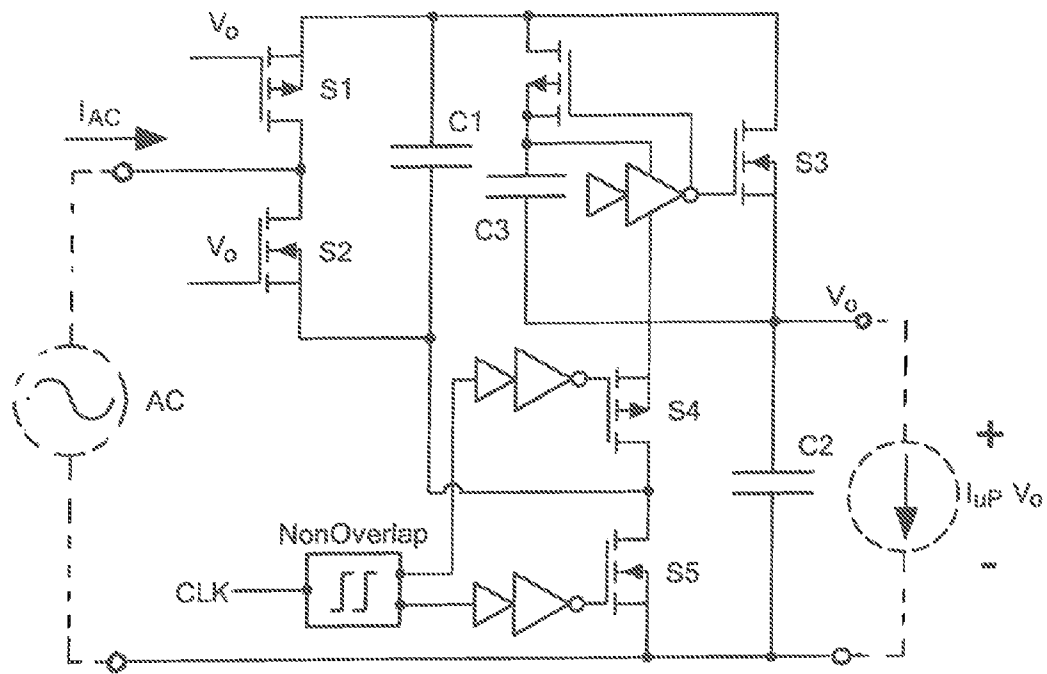 Vo
S1
IAC
C1
S3
C3
Vo
S2
Vo
AC
S4
C2
+
IuP Vo
NonOverlap
S5
-
CLK